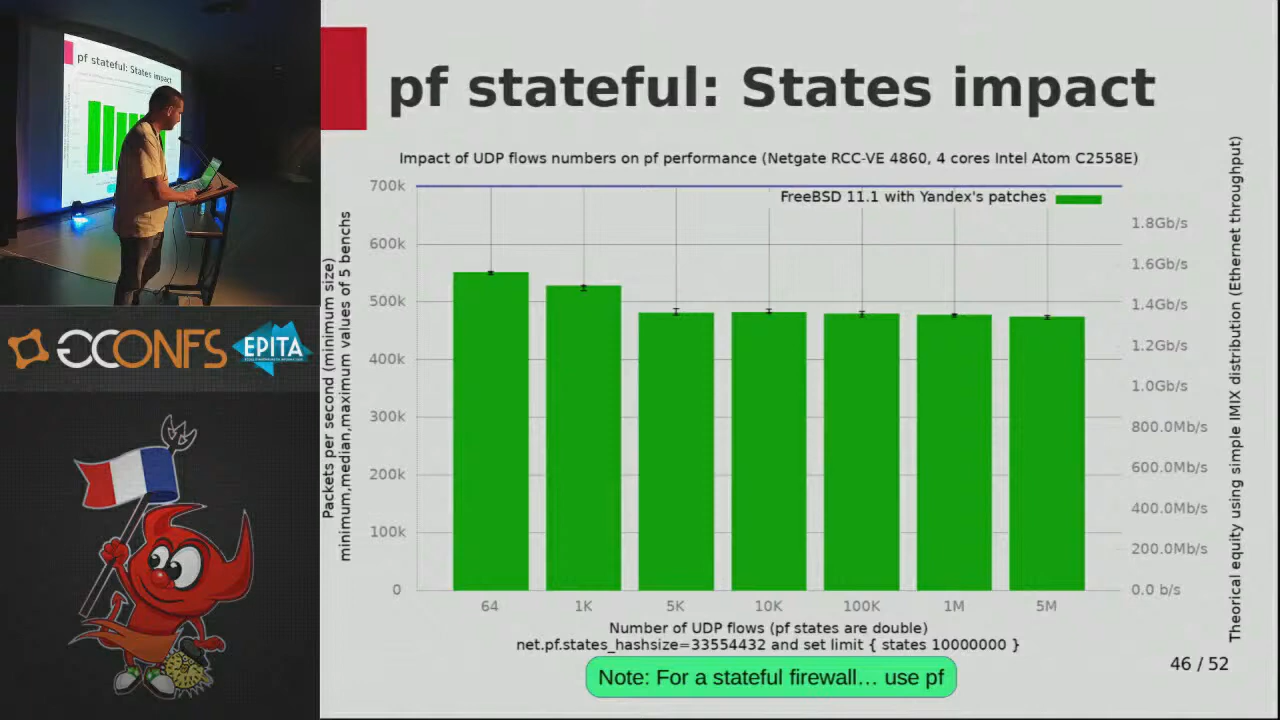 pf stateful: States impact
pf stateful: States impact
Impact of UDP flows numbers on pf performance (Netgate RCC-VE 4860, 4 cores Intel Atom C2558E)
FreeBSD 11.1 with Yandex's patches
Packets per second (minimum size)
minimum,median,maximum values of 5 benchs
700k
600k
500k
400k
300k
200k
100k
0
1.8Gb/s
1.6Gb/s
1.4Gb/s
1.2Gb/s
1.0Gb/s
800.0Mb/s
600.0Mb/s
400.0Mb/s
200.0Mb/s
0.0 b/s
Theorical equity using simple IMIX distribution (Ethernet throughput)
64 1K 5K 10K 100K 1M 5M
Number of UDP flows (pf states are double)
net.pf.states_hashsize=33554432 and set limit { states 10000000 }
Note: For a stateful firewall... use pf
46 / 52
GCONFS
EPITA